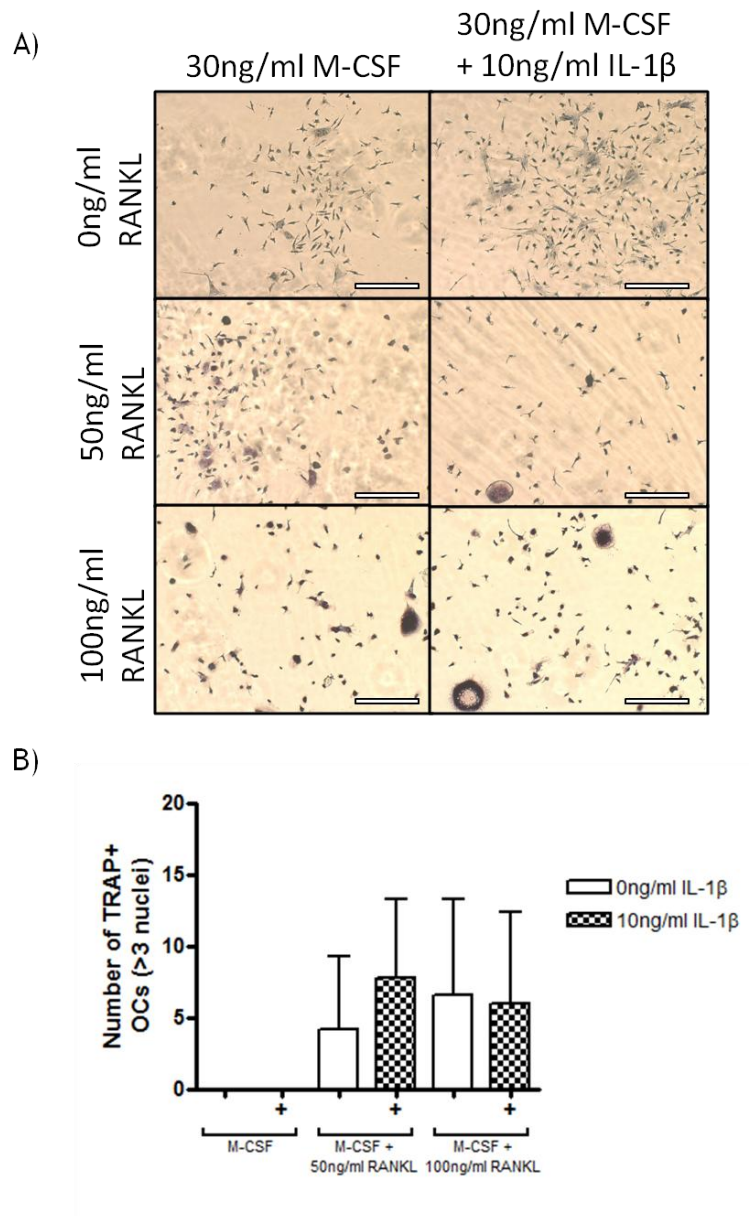 A)
30ng/ml M-CSF
30ng/ml M-CSF
+ 10ng/ml IL-1β
0ng/ml
RANKL
50ng/ml
RANKL
100ng/ml
RANKL
B)
Number of TRAP+
OCs (>3 nuclei)
20
15
10
5
0
+ + +
M-CSF
M-CSF +
50ng/ml RANKL
M-CSF +
100ng/ml RANKL
0ng/ml IL-1β
10ng/ml IL-1β